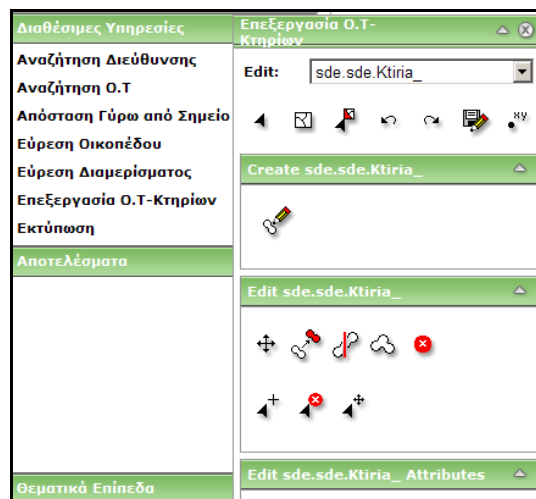 Διαθέσιμες Υπηρεσίες
Αναζήτηση Διεύθυνσης
Αναζήτηση Ο.Τ
Απόσταση Γύρω από Σημείο
Εύρεση Οικοπέδου
Εύρεση Διαμερίσματος
Επεξεργασία Ο.Τ-Κτηρίων
Εκτύπωση
Αποτελέσματα
Θεματικά Επίπεδα
Επεξεργασία Ο.Τ-
Κτηρίων
Edit: sde.sde.Ktiria_
xy
Create sde.sde.Ktiria_
Edit sde.sde.Ktiria_
Edit sde.sde.Ktiria_ Attributes